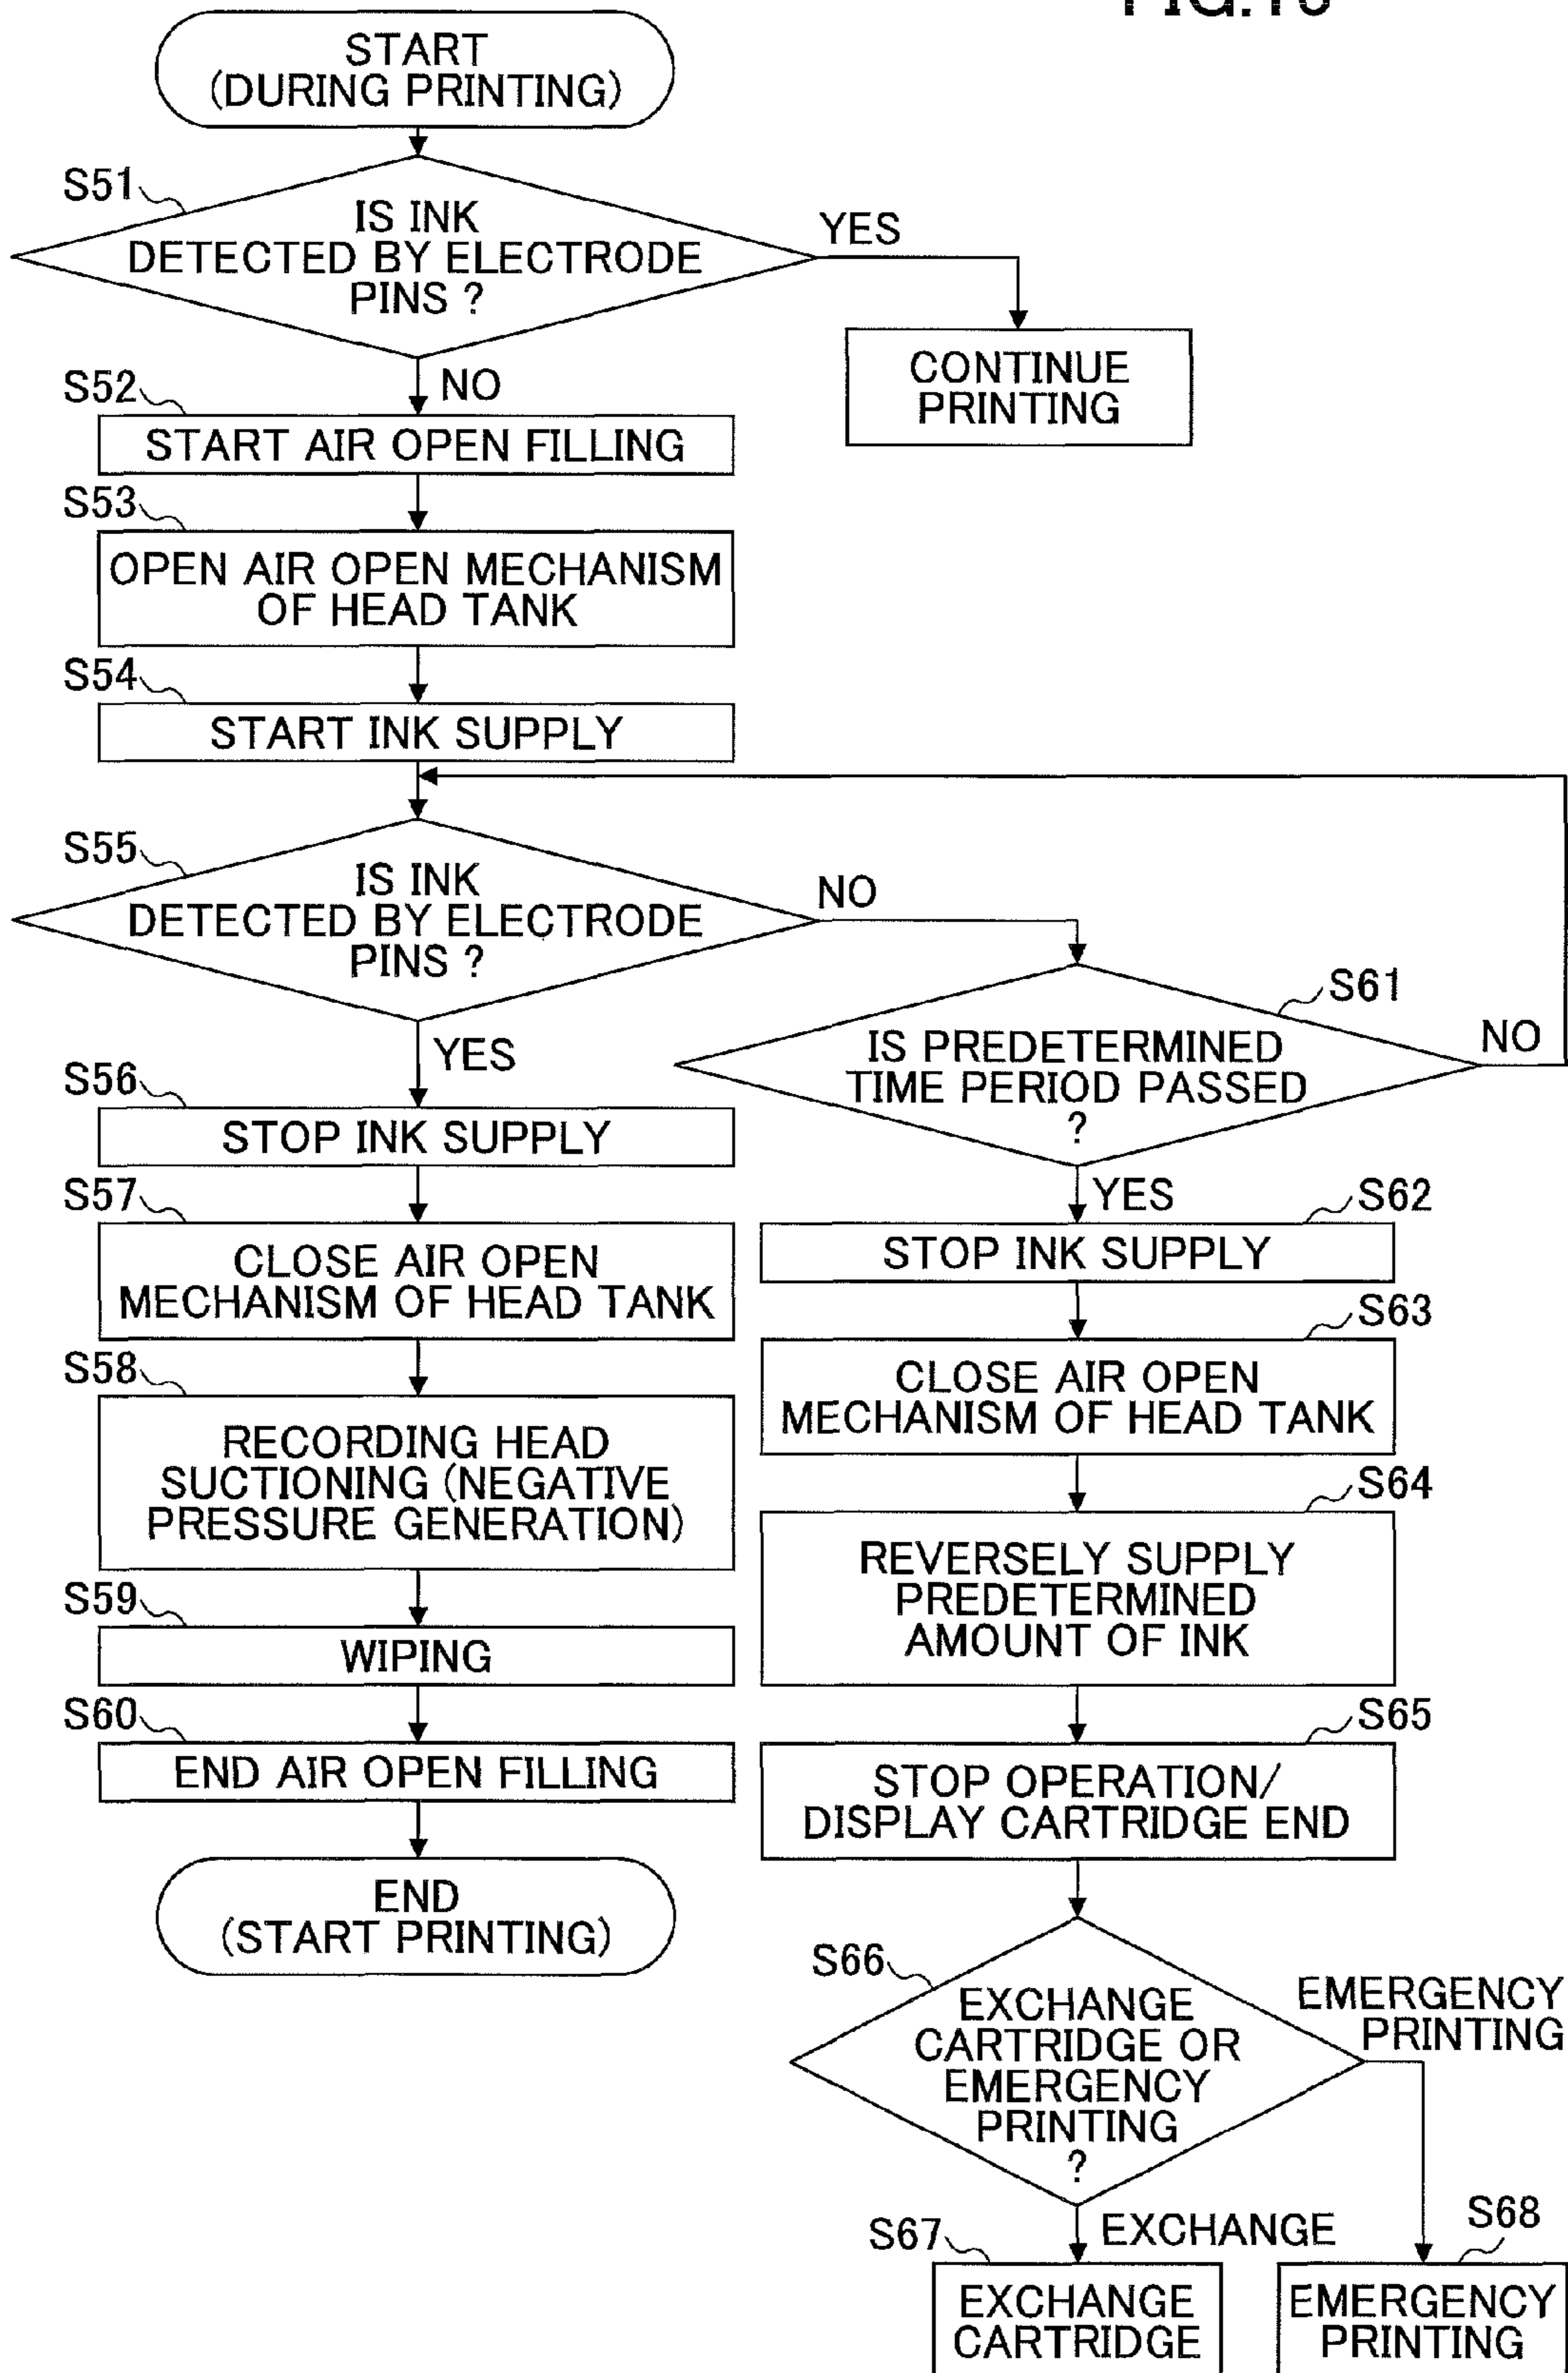 START
(DURING PRINTING)
S51
IS INK
DETECTED BY ELECTRODE
PINS ?
YES
CONTINUE
PRINTING
NO
S52
START AIR OPEN FILLING
S53
OPEN AIR OPEN MECHANISM
OF HEAD TANK
S54
START INK SUPPLY
S55
IS INK
DETECTED BY ELECTRODE
PINS ?
NO
S61
IS PREDETERMINED
TIME PERIOD PASSED
?
NO
YES
S56
STOP INK SUPPLY
S57
CLOSE AIR OPEN
MECHANISM OF HEAD TANK
S58
RECORDING HEAD
SUCTIONING (NEGATIVE
PRESSURE GENERATION)
S59
WIPING
S60
END AIR OPEN FILLING
END
(START PRINTING)
YES
S62
STOP INK SUPPLY
S63
CLOSE AIR OPEN
MECHANISM OF HEAD TANK
S64
REVERSELY SUPPLY
PREDETERMINED
AMOUNT OF INK
S65
STOP OPERATION/
DISPLAY CARTRIDGE END
S66
EXCHANGE
CARTRIDGE OR
EMERGENCY
PRINTING
?
EMERGENCY
PRINTING
EXCHANGE
S67
EXCHANGE
CARTRIDGE
S68
EMERGENCY
PRINTING